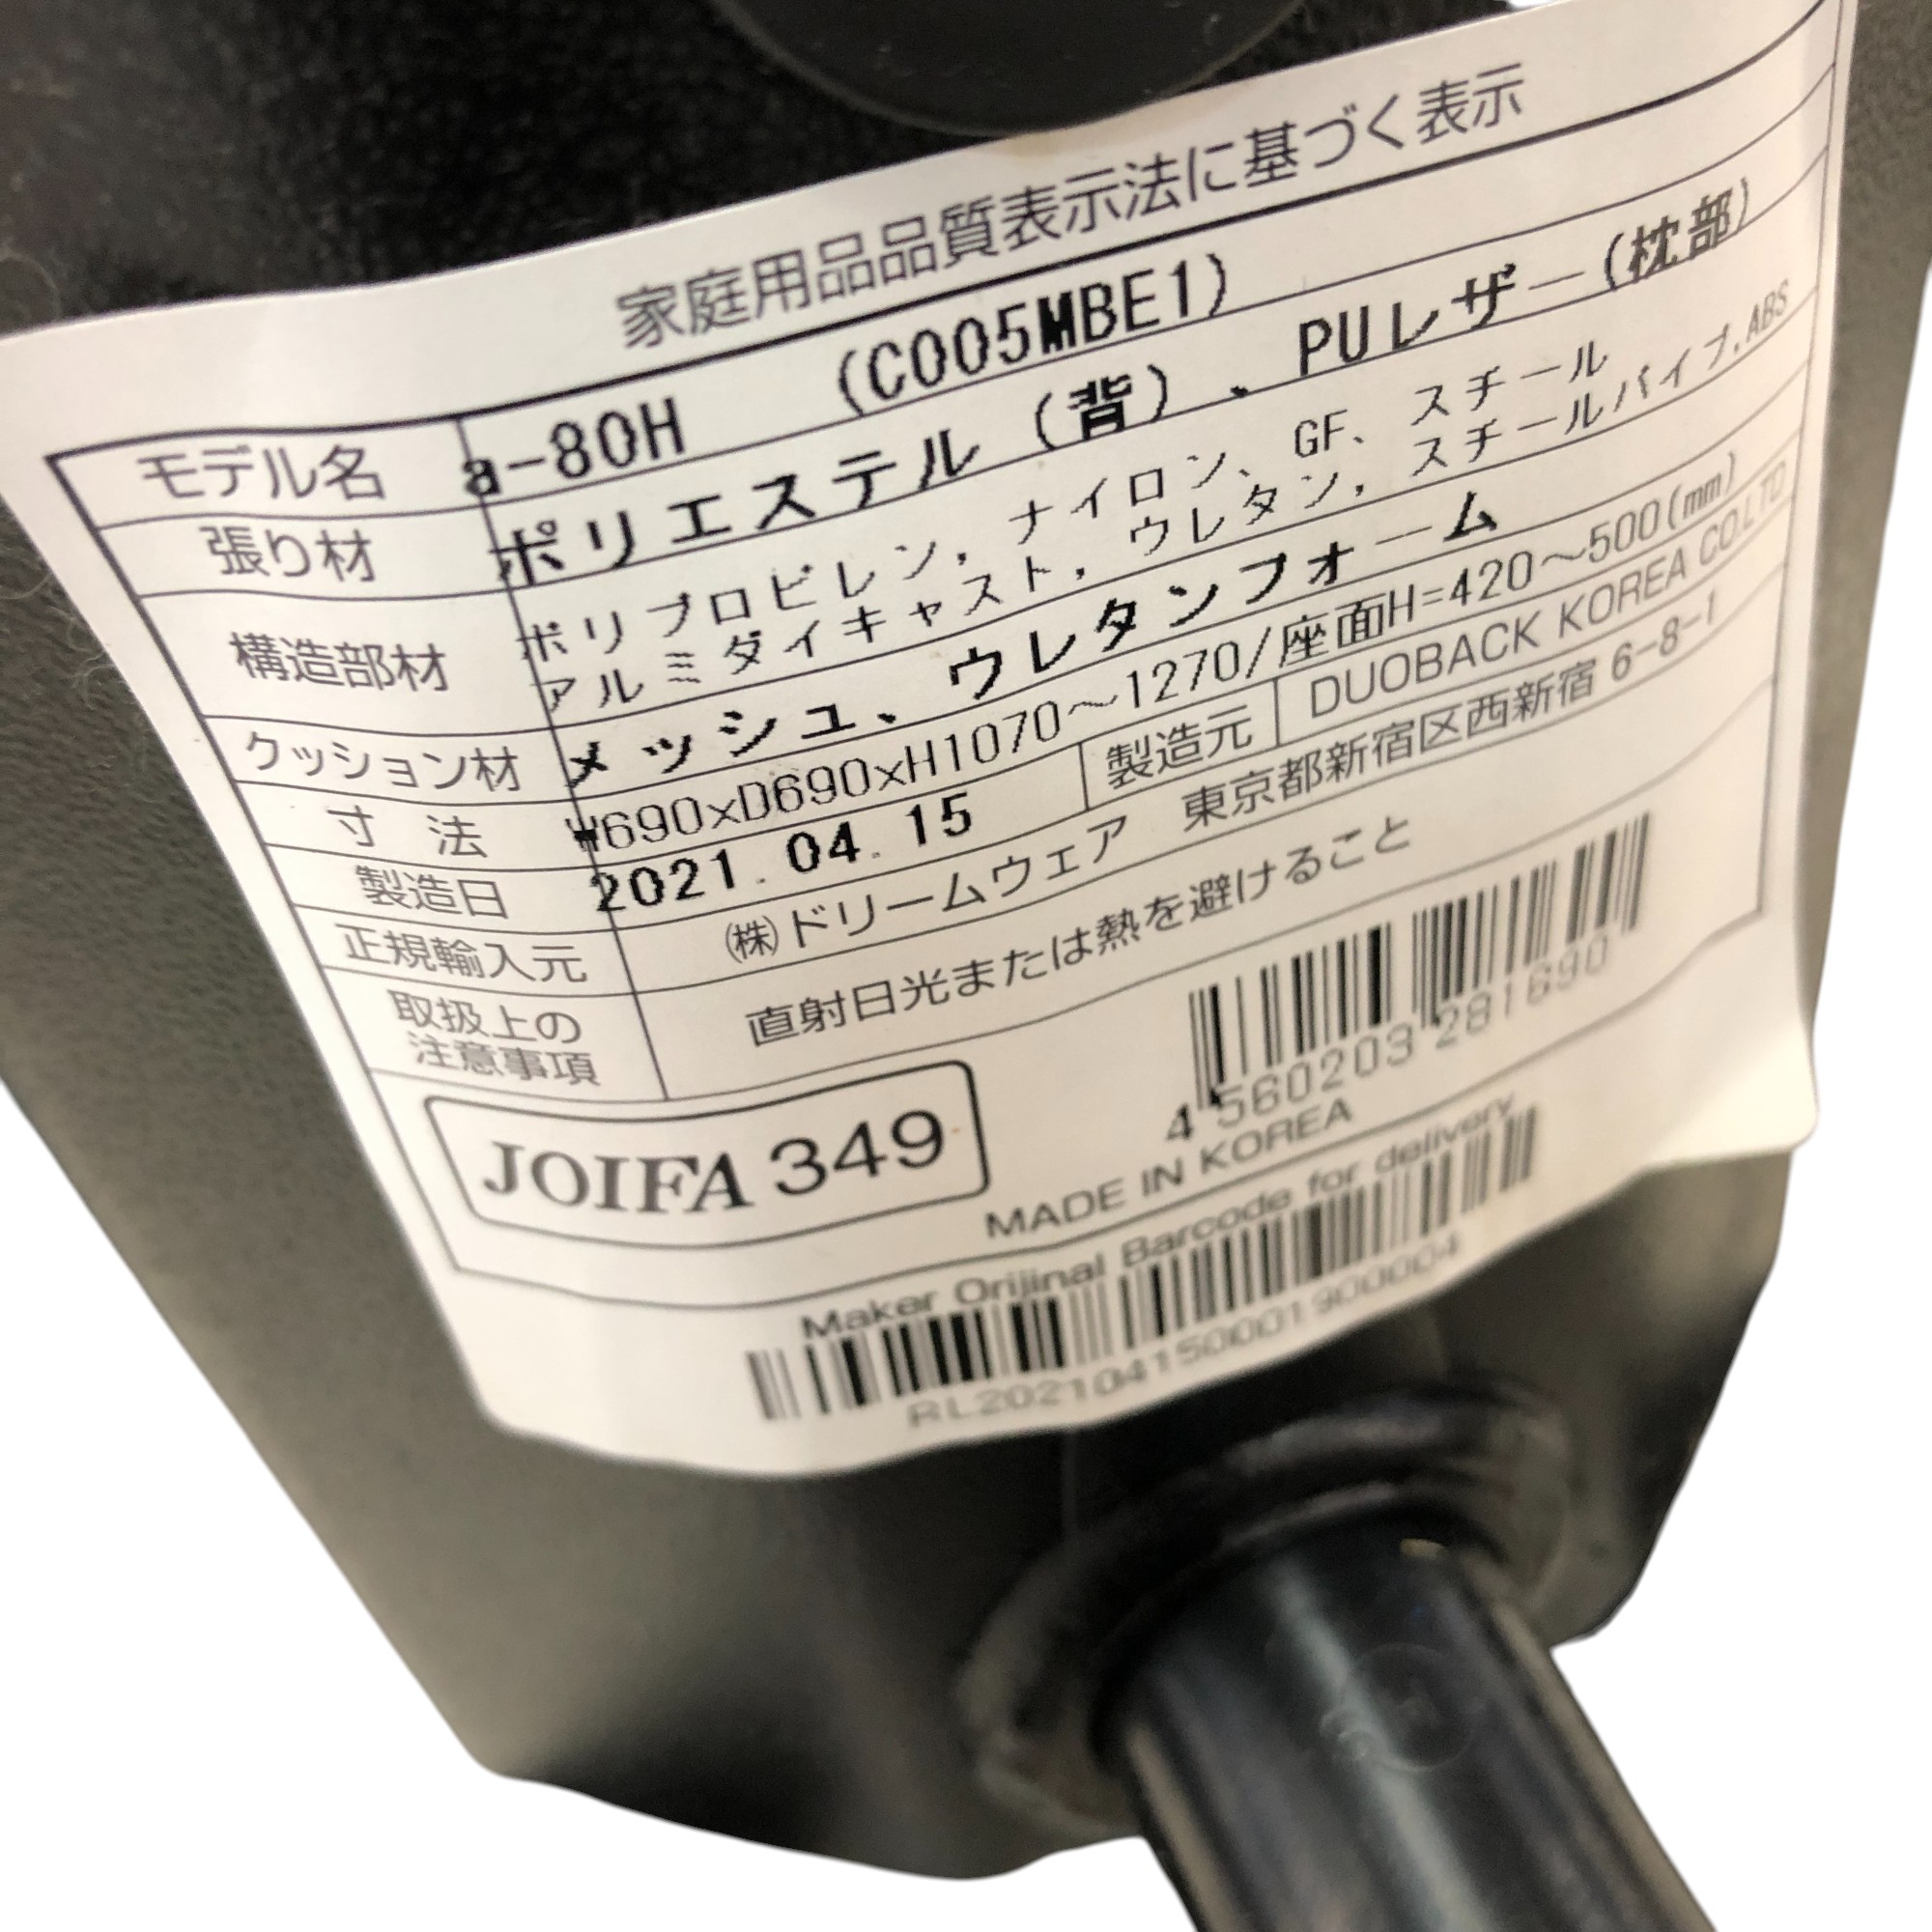 家庭用品品質表示法に基づく表示
モデル名 a-80H (C005MBE1)
張り材 ポリエステル(背)、PUレザー(枕部)
構造部材 ポリプロピレン, ナイロン、GF、スチール
アルミダイキャスト, ウレタン, スチールパイプ, ABS
クッション材 メッシュ、ウレタンフォーム
寸 法 W690xD690xH1070〜1270/座面H=420〜500(mm)
製造日 2021. 04. 15 製造元 DUOBACK KOREA CO.LTD
正規輸入元 ㈱ドリームウェア 東京都新宿区西新宿 6-8-1
取扱上の
注意事項 直射日光または熱を避けること
4 560203 281690
JOIFA 349
MADE IN KOREA
Maker Orijinal Barcode for delivery
RL20210415000190000４